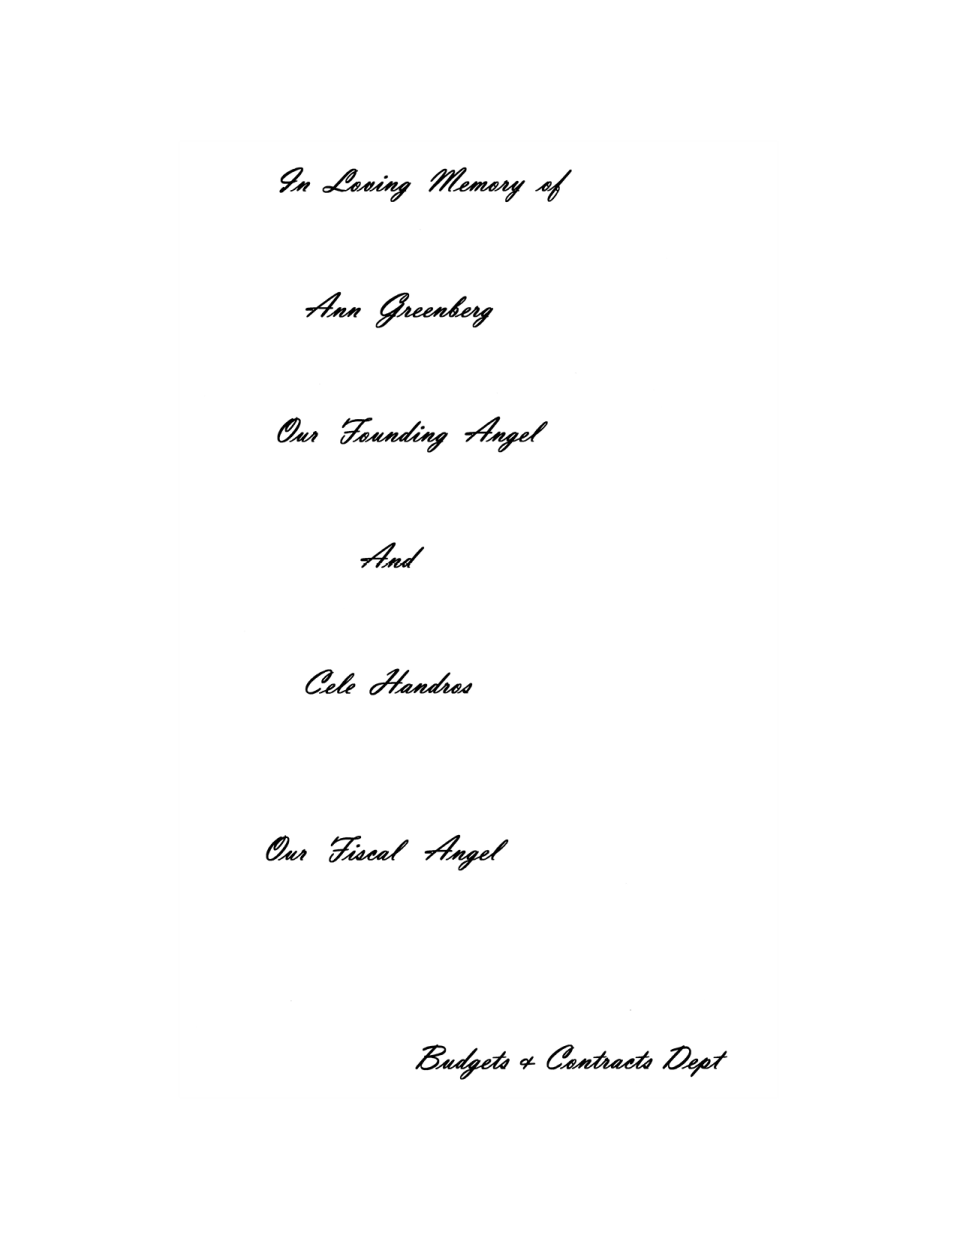 In Loving Memory of
Ann Greenberg
Our Founding Angel
And
Cele Handros
Our Fiscal Angel
Budgets & Contracts Dept